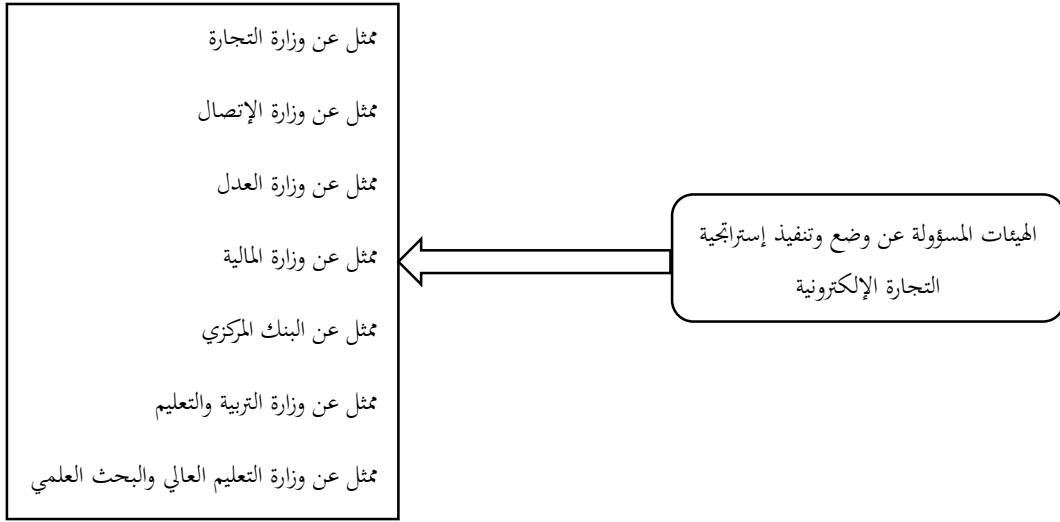 الهيئات المسؤولة عن وضع وتنفيذ إستراتجية
التجارة الإلكترونية
ممثل عن وزارة التجارة
ممثل عن وزارة الإتصال
ممثل عن وزارة العدل
ممثل عن وزارة المالية
ممثل عن البنك المركزي
ممثل عن وزارة التربية والتعليم
ممثل عن وزارة التعليم العالي والبحث العلمي